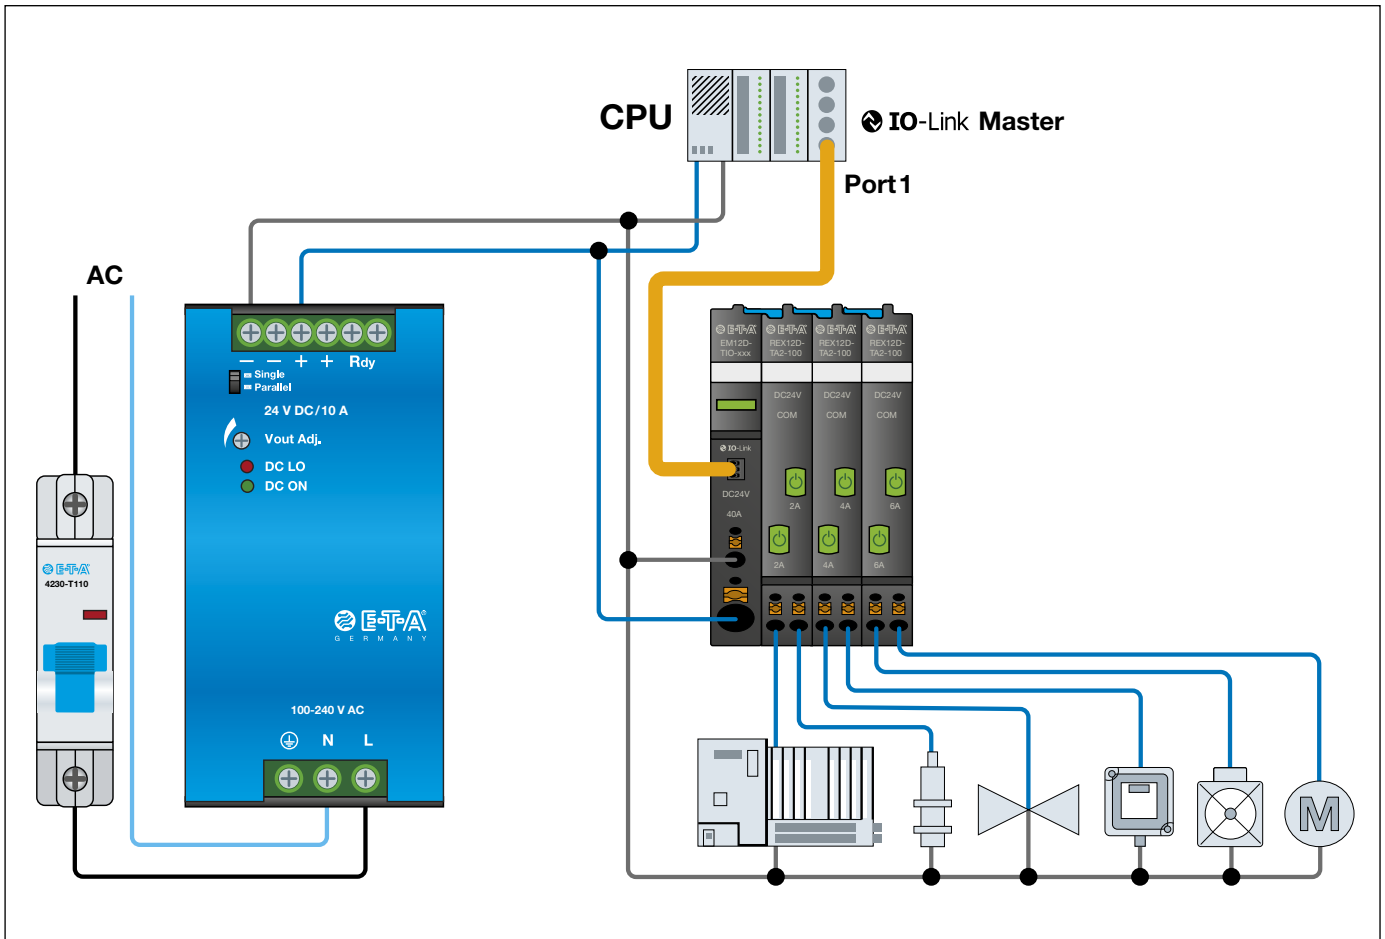 CPU
IO-Link Master
Port 1
AC
− − + + Rdy
Single
Parallel
24 V DC/10 A
Vout Adj.
DC LO
DC ON
E-T-A®
GERMANY
100-240 V AC
N L
E-T-A
4230-T110
E-T-A E-T-A E-T-A E-T-A
EM12D- REX12D- REX12D- REX12D-
TIO-xxx TA2-100 TA2-100 TA2-100
DC24V DC24V DC24V
COM COM COM
IO-Link
DC24V
40A
2A 4A 6A
2A 4A 6A
M